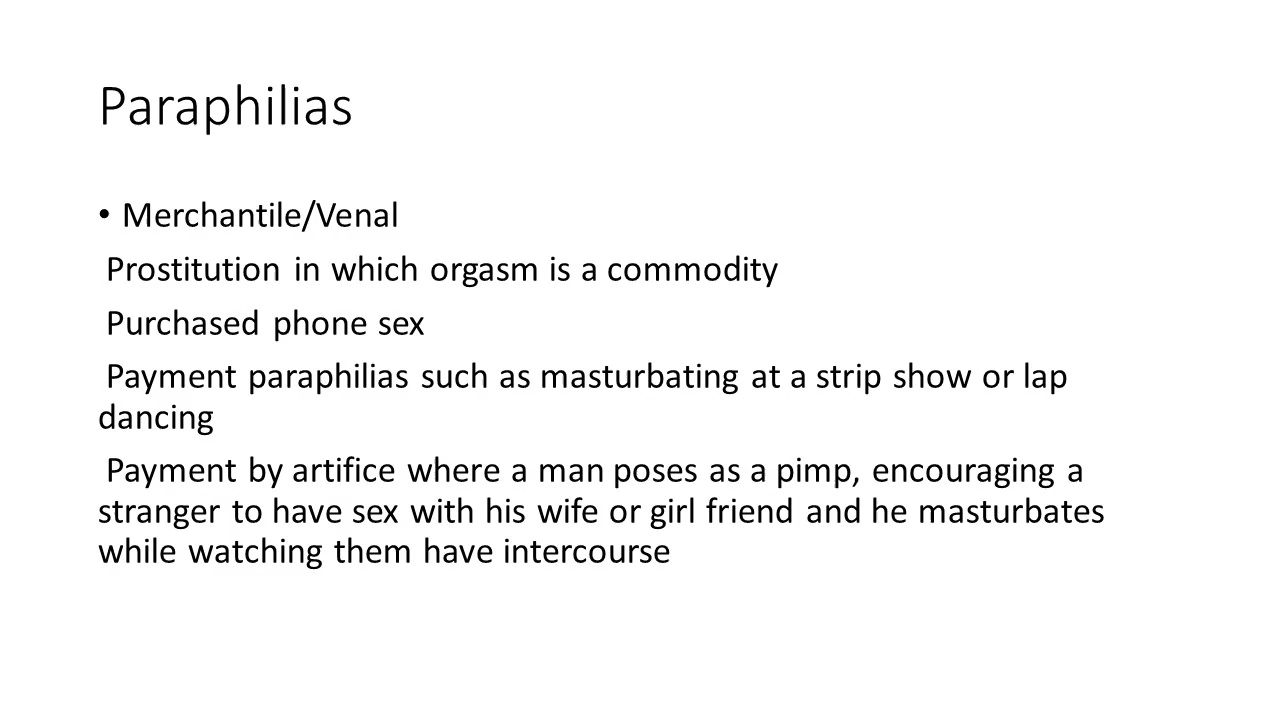 Paraphilias
• Merchantile/Venal
Prostitution in which orgasm is a commodity
Purchased phone sex
Payment paraphilias such as masturbating at a strip show or lap
dancing
Payment by artifice where a man poses as a pimp, encouraging a
stranger to have sex with his wife or girl friend and he masturbates
while watching them have intercourse